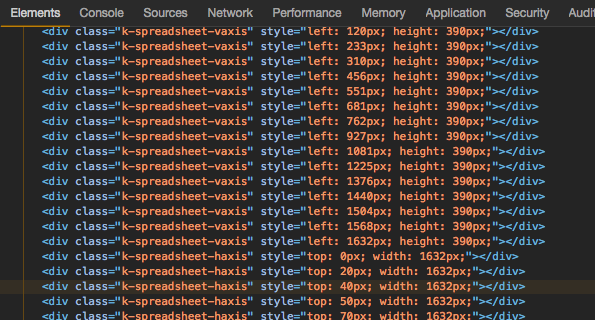 Elements Console Sources Network Performance Memory Application Security Audi
<div class="k-spreadsheet-vaxis" style="left: 120px; height: 390px;"></div>
<div class="k-spreadsheet-vaxis" style="left: 233px; height: 390px;"></div>
<div class="k-spreadsheet-vaxis" style="left: 310px; height: 390px;"></div>
<div class="k-spreadsheet-vaxis" style="left: 456px; height: 390px;"></div>
<div class="k-spreadsheet-vaxis" style="left: 551px; height: 390px;"></div>
<div class="k-spreadsheet-vaxis" style="left: 681px; height: 390px;"></div>
<div class="k-spreadsheet-vaxis" style="left: 762px; height: 390px;"></div>
<div class="k-spreadsheet-vaxis" style="left: 927px; height: 390px;"></div>
<div class="k-spreadsheet-vaxis" style="left: 1081px; height: 390px;"></div>
<div class="k-spreadsheet-vaxis" style="left: 1225px; height: 390px;"></div>
<div class="k-spreadsheet-vaxis" style="left: 1376px; height: 390px;"></div>
<div class="k-spreadsheet-vaxis" style="left: 1440px; height: 390px;"></div>
<div class="k-spreadsheet-vaxis" style="left: 1504px; height: 390px;"></div>
<div class="k-spreadsheet-vaxis" style="left: 1568px; height: 390px;"></div>
<div class="k-spreadsheet-vaxis" style="left: 1632px; height: 390px;"></div>
<div class="k-spreadsheet-haxis" style="top: 0px; width: 1632px;"></div>
<div class="k-spreadsheet-haxis" style="top: 20px; width: 1632px;"></div>
<div class="k-spreadsheet-haxis" style="top: 40px; width: 1632px;"></div>
<div class="k-spreadsheet-haxis" style="top: 50px; width: 1632px;"></div>
<div class="k-spreadsheet-haxis" style="top: 70px; width: 1632px;"></div>